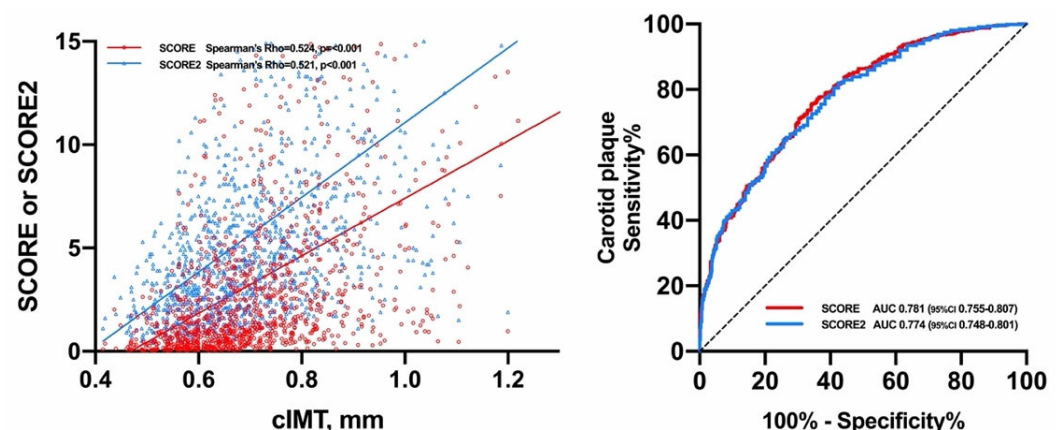 SCORE or SCORE2
15
10
5
0
0.4 0.6 0.8 1.0 1.2
cIMT, mm
SCORE Spearman's Rho=0.524, p=<0.001
SCORE2 Spearman's Rho=0.521, p<0.001
Carotid plaque
Sensitivity%
100
80
60
40
20
0
0 20 40 60 80 100
100% - Specificity%
SCORE AUC 0.781 (95%CI 0.755-0.807)
SCORE2 AUC 0.774 (95%CI 0.748-0.801)